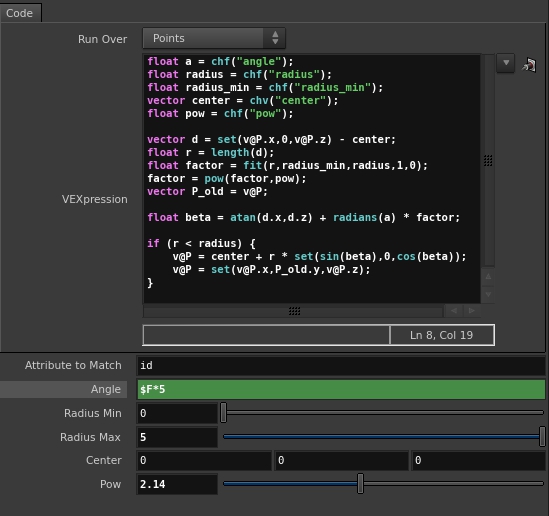 Code
Run Over Points
float a = chf("angle");
float radius = chf("radius");
float radius_min = chf("radius_min");
vector center = chv("center");
float pow = chf("pow");
vector d = set(v@P.x,0,v@P.z) - center;
float r = length(d);
float factor = fit(r,radius_min,radius,1,0);
factor = pow(factor,pow);
vector P_old = v@P;
VEXpression
float beta = atan(d.x,d.z) + radians(a) * factor;
if (r < radius) {
    v@P = center + r * set(sin(beta),0,cos(beta));
    v@P = set(v@P.x,P_old.y,v@P.z);
}
Ln 8, Col 19
Attribute to Match id
Angle $F*5
Radius Min 0
Radius Max 5
Center 0 0 0
Pow 2.14